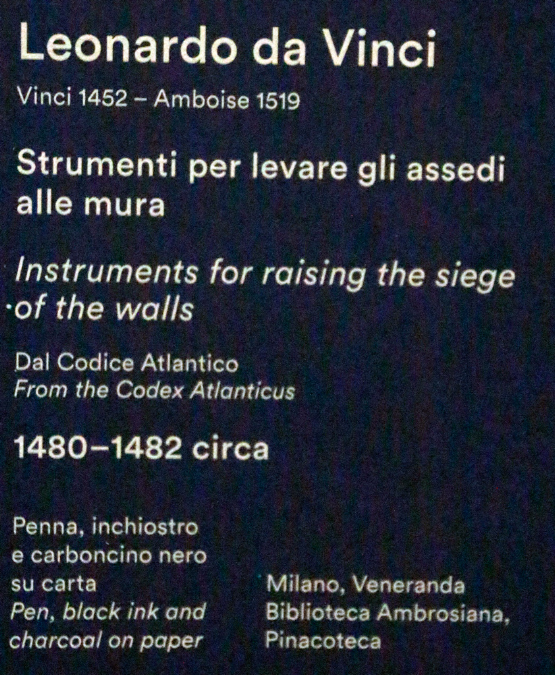 Leonardo da Vinci
Vinci 1452 – Amboise 1519
Strumenti per levare gli assedi
alle mura
Instruments for raising the siege
of the walls
Dal Codice Atlantico
From the Codex Atlanticus
1480–1482 circa
Penna, inchiostro
e carboncino nero
su carta
Pen, black ink and
charcoal on paper
Milano, Veneranda
Biblioteca Ambrosiana,
Pinacoteca